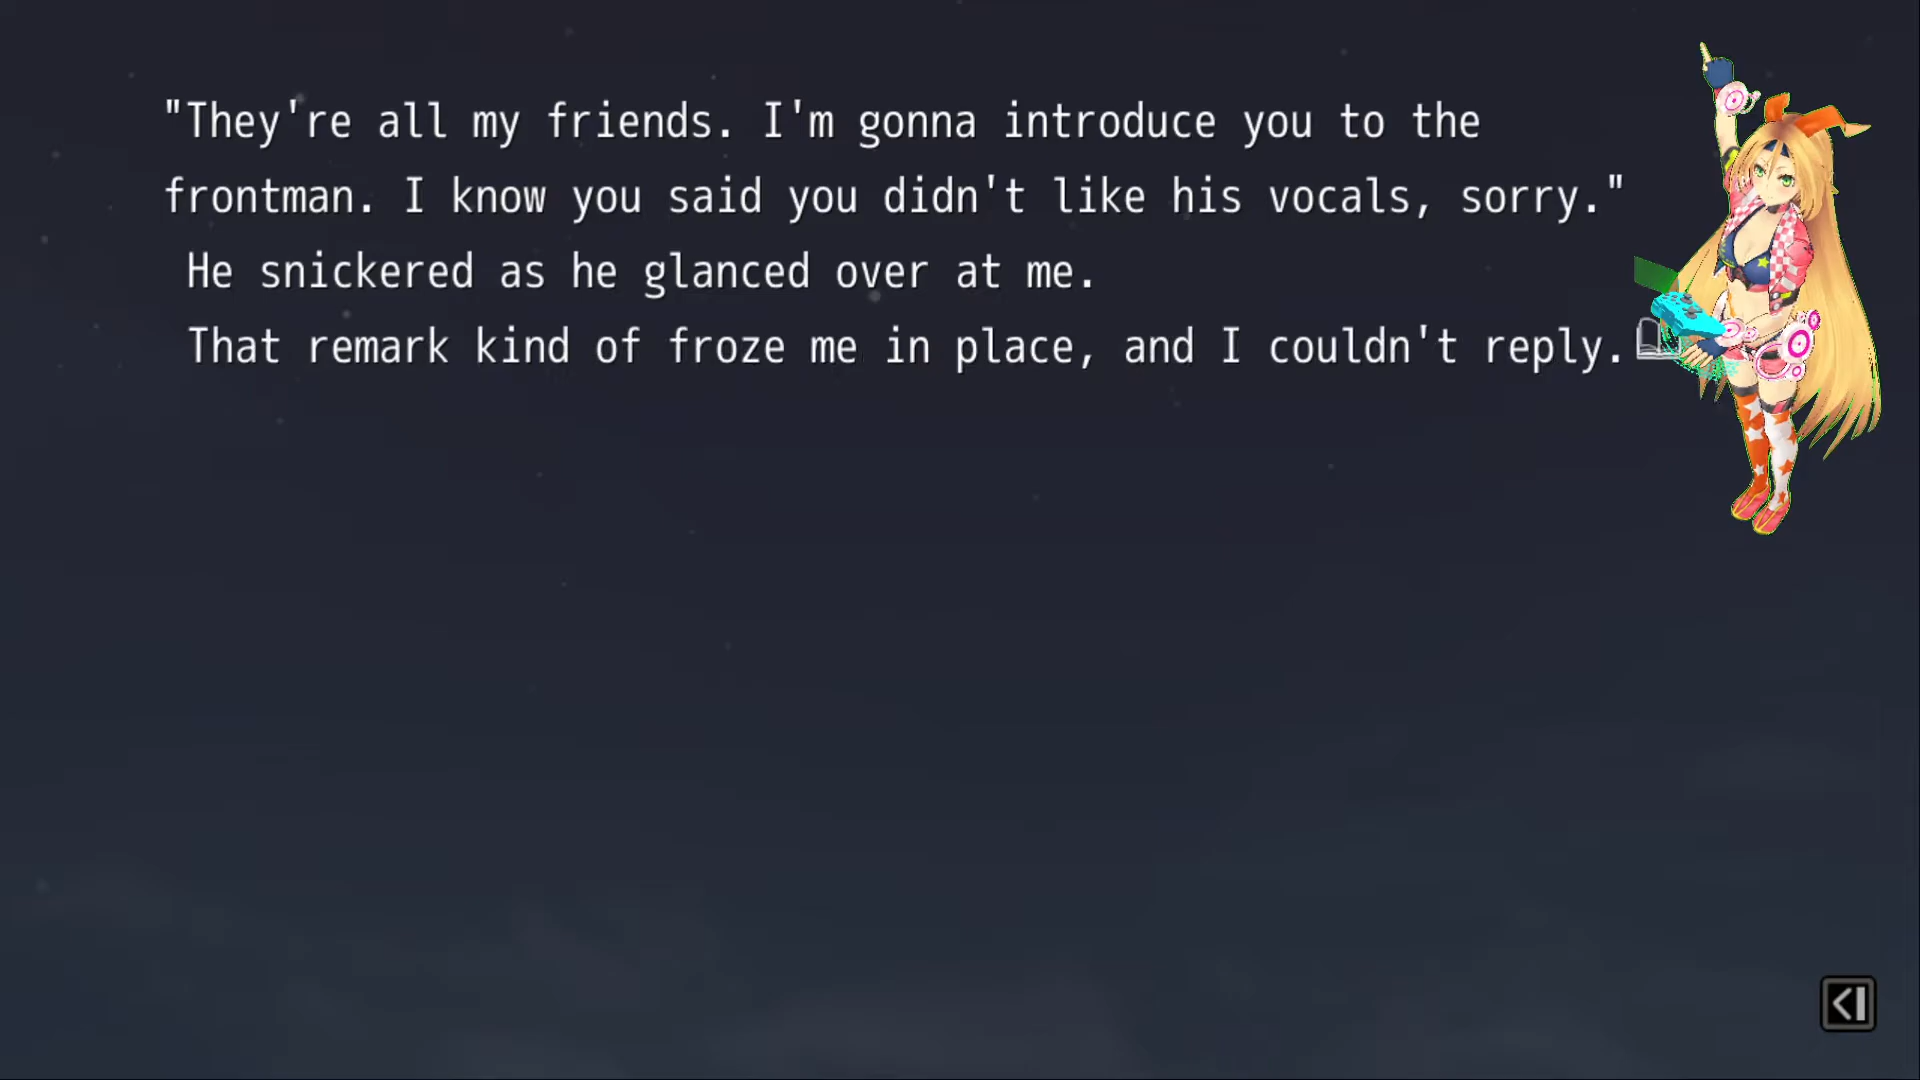 "They're all my friends. I'm gonna introduce you to the
frontman. I know you said you didn't like his vocals, sorry."
He snickered as he glanced over at me.
That remark kind of froze me in place, and I couldn't reply.